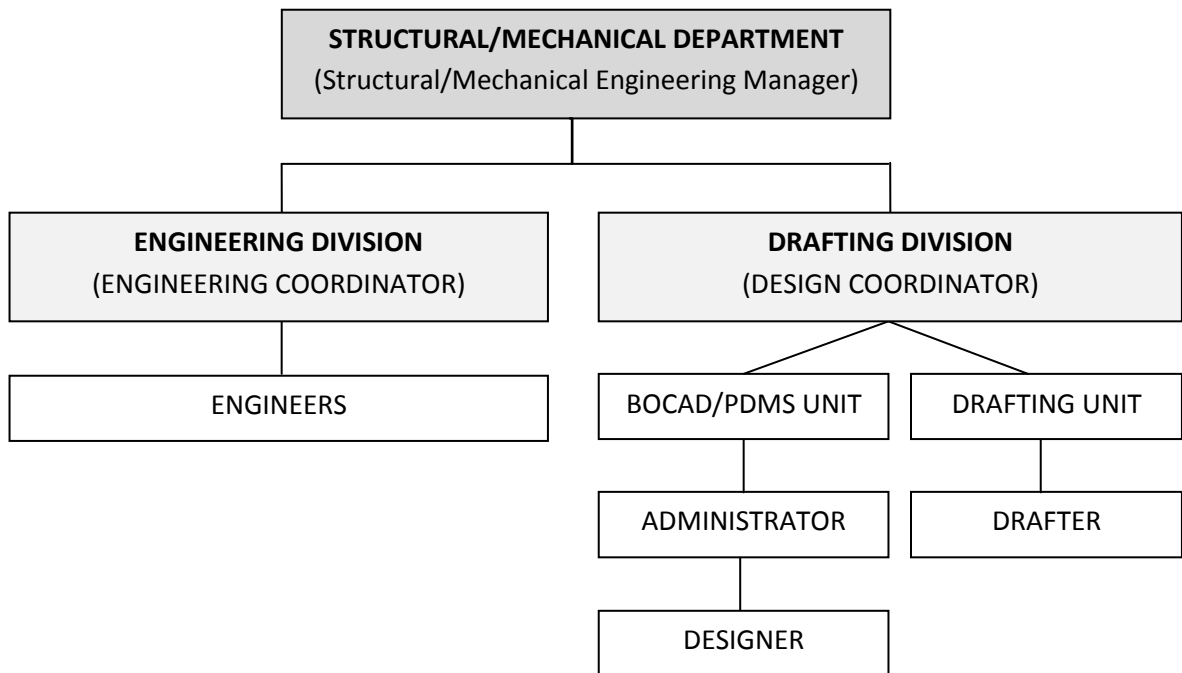 STRUCTURAL/MECHANICAL DEPARTMENT
(Structural/Mechanical Engineering Manager)
ENGINEERING DIVISION
(ENGINEERING COORDINATOR)
DRAFTING DIVISION
(DESIGN COORDINATOR)
ENGINEERS
BOCAD/PDMS UNIT
DRAFTING UNIT
ADMINISTRATOR
DRAFTER
DESIGNER